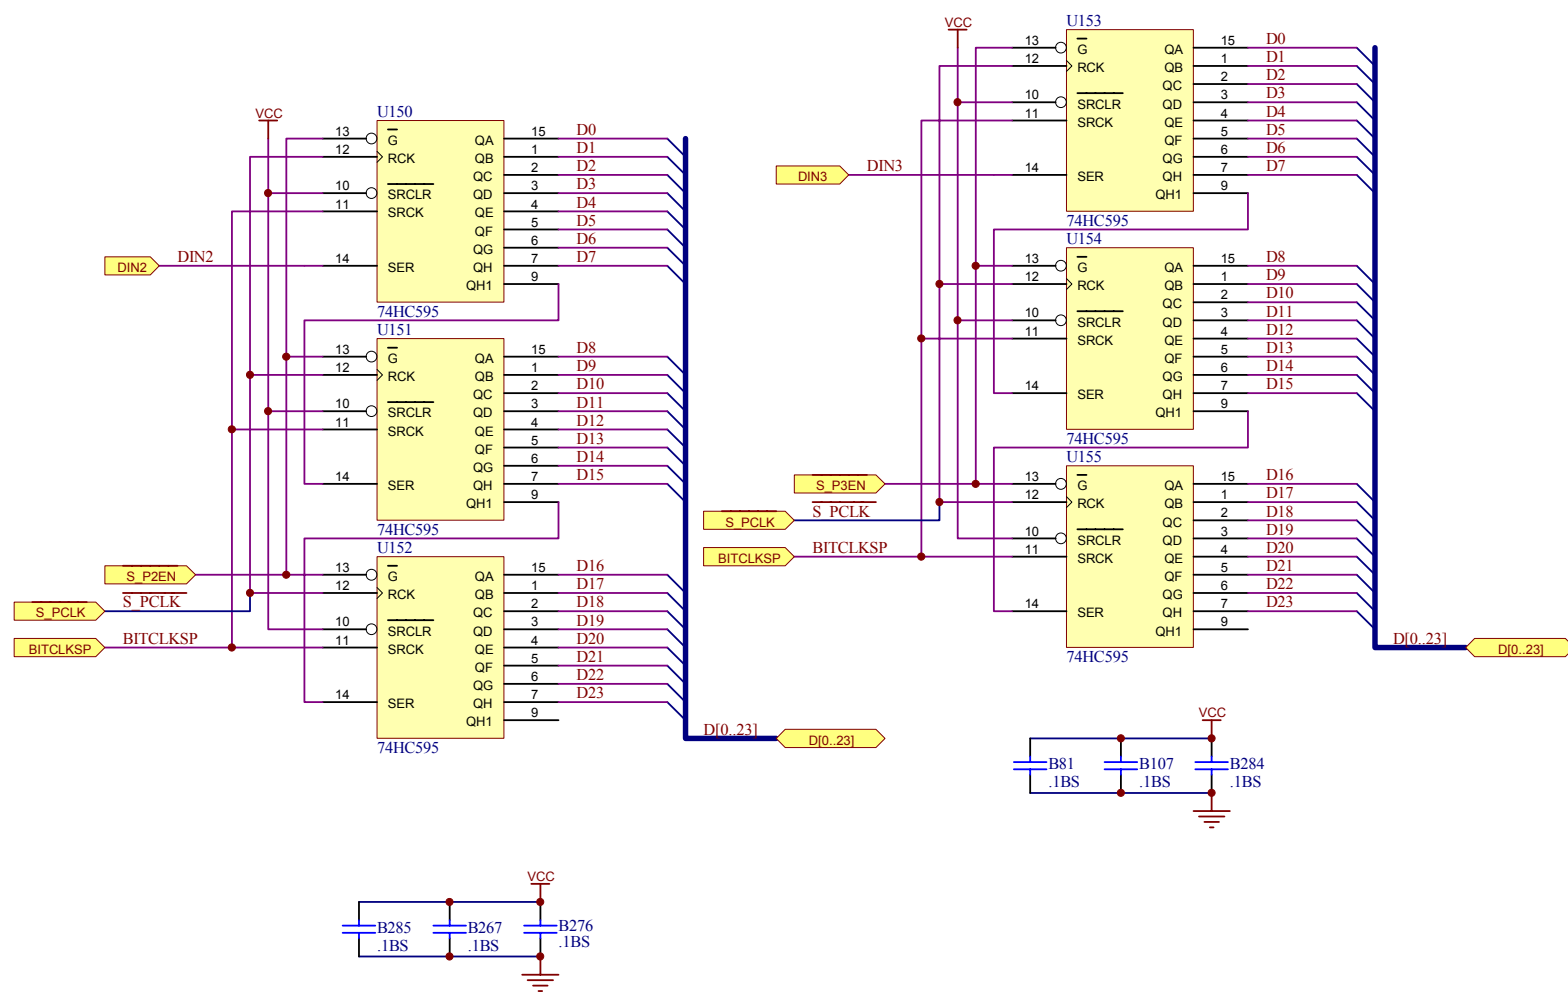 VCC
U150
13 G QA 15 D0
12 RCK QB 1 D1
QC 2 D2
10 SRCLR QD 3 D3
11 SRCK QE 4 D4
QF 5 D5
QG 6 D6
DIN2 DIN2 14 SER QH 7 D7
QH1 9
74HC595
U151
13 G QA 15 D8
12 RCK QB 1 D9
QC 2 D10
10 SRCLR QD 3 D11
11 SRCK QE 4 D12
QF 5 D13
QG 6 D14
14 SER QH 7 D15
QH1 9
74HC595
U152
S_P2EN 13 G QA 15 D16
S_PCLK S_PCLK 12 RCK QB 1 D17
QC 2 D18
10 SRCLR QD 3 D19
BITCLKSP BITCLKSP 11 SRCK QE 4 D20
QF 5 D21
QG 6 D22
14 SER QH 7 D23
QH1 9
74HC595
D[0..23] D[0..23]
VCC
U153
13 G QA 15 D0
12 RCK QB 1 D1
QC 2 D2
10 SRCLR QD 3 D3
11 SRCK QE 4 D4
QF 5 D5
QG 6 D6
DIN3 DIN3 14 SER QH 7 D7
QH1 9
74HC595
U154
13 G QA 15 D8
12 RCK QB 1 D9
QC 2 D10
10 SRCLR QD 3 D11
11 SRCK QE 4 D12
QF 5 D13
QG 6 D14
14 SER QH 7 D15
QH1 9
74HC595
U155
S_P3EN 13 G QA 15 D16
S_PCLK S_PCLK 12 RCK QB 1 D17
QC 2 D18
10 SRCLR QD 3 D19
BITCLKSP BITCLKSP 11 SRCK QE 4 D20
QF 5 D21
QG 6 D22
14 SER QH 7 D23
QH1 9
74HC595
D[0..23] D[0..23]
VCC
B81 B107 B284
.1BS .1BS .1BS
VCC
B285 B267 B276
.1BS .1BS .1BS